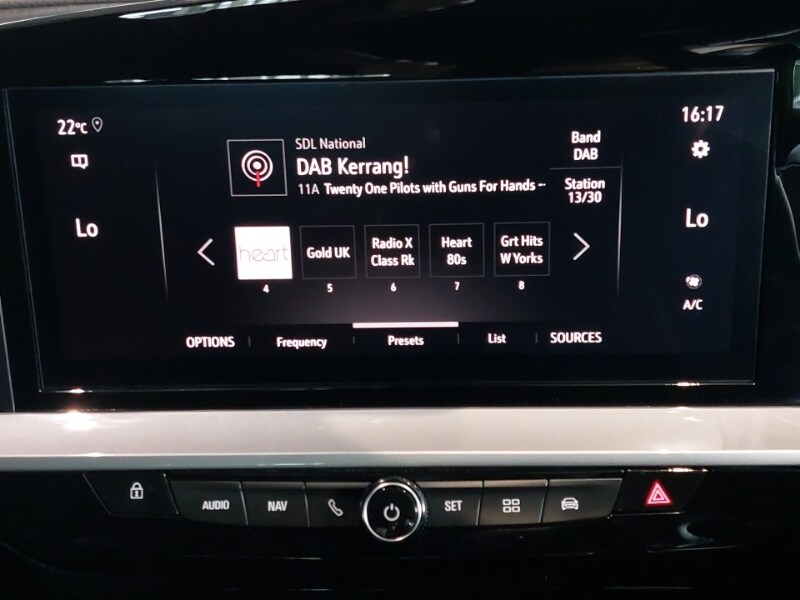 22°C
16:17
SDL National
DAB Kerrang!
11A Twenty One Pilots with Guns For Hands -
Band
DAB
Station
13/30
Lo
Lo
heart
Gold UK
Radio X
Class Rk
Heart
80s
Grt Hits
W Yorks
4
5
6
7
8
A/C
OPTIONS
Frequency
Presets
List
SOURCES
AUDIO
NAV
SET